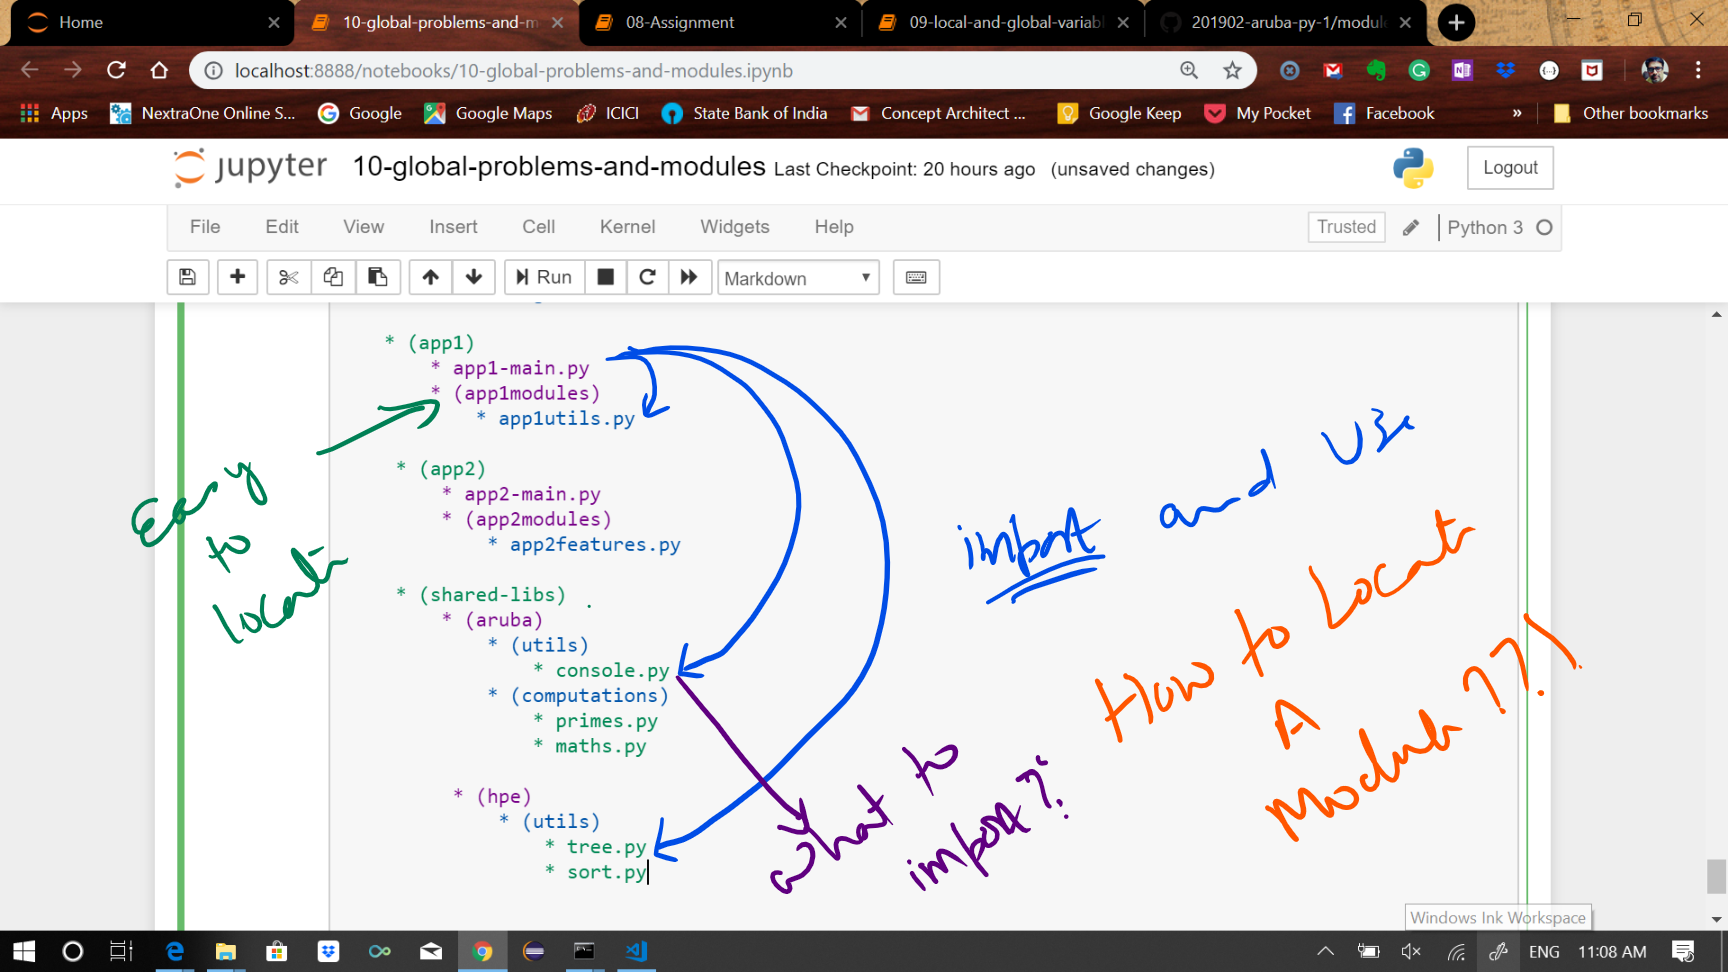 Home
10-global-problems-and-m
08-Assignment
09-local-and-global-variab
201902-aruba-py-1/module
localhost:8888/notebooks/10-global-problems-and-modules.ipynb
Apps
NextraOne Online S...
Google
Google Maps
ICICI
State Bank of India
Concept Architect ...
Google Keep
My Pocket
Facebook
»
Other bookmarks
jupyter 10-global-problems-and-modules Last Checkpoint: 20 hours ago (unsaved changes)
Logout
File Edit View Insert Cell Kernel Widgets Help
Trusted
Python 3
Run
Markdown
* (app1)
* app1-main.py
* (app1modules)
* app1utils.py
* (app2)
* app2-main.py
* (app2modules)
* app2features.py
* (shared-libs)
* (aruba)
* (utils)
* console.py
* (computations)
* primes.py
* maths.py
* (hpe)
* (utils)
* tree.py
* sort.py
Easy
to
locate
import and use
How to Locate
A
Module ???
what to
import?
Windows Ink Workspace
ENG
11:08 AM